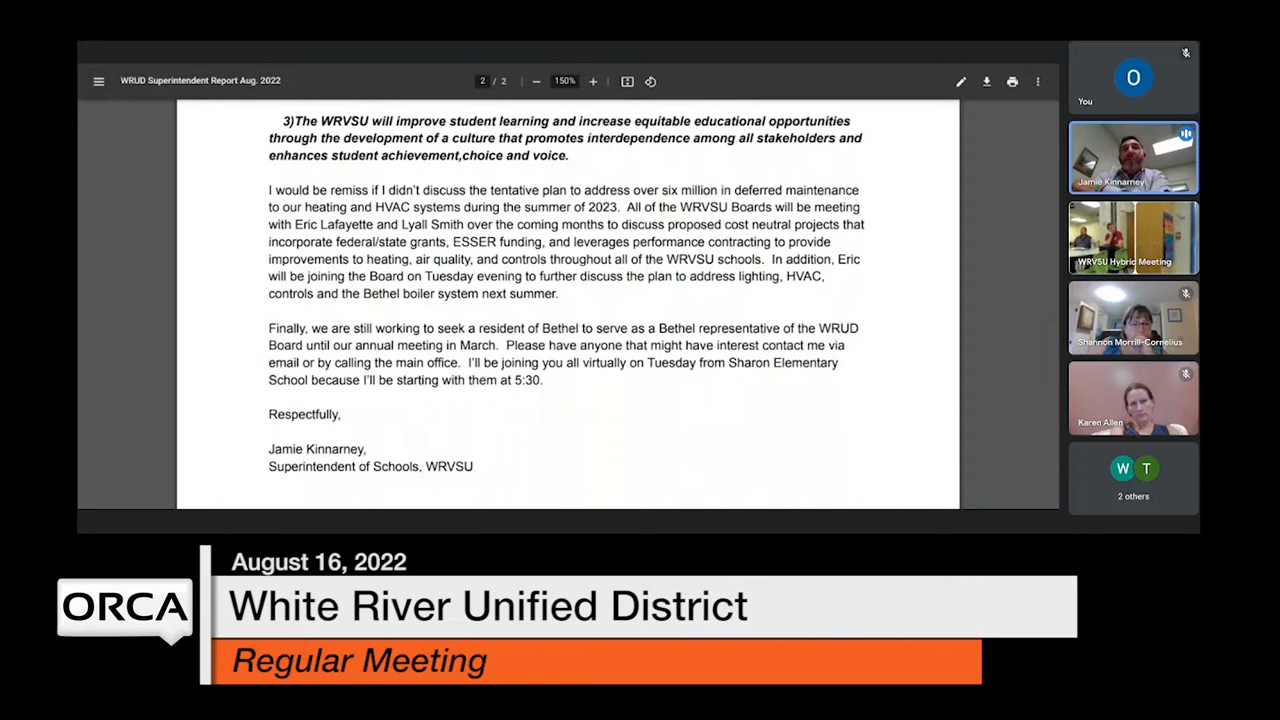 WRUD Superintendent Report Aug. 2022
2 / 2
150%
3)The WRVSU will improve student learning and increase equitable educational opportunities
through the development of a culture that promotes interdependence among all stakeholders and
enhances student achievement,choice and voice.
I would be remiss if I didn't discuss the tentative plan to address over six million in deferred maintenance
to our heating and HVAC systems during the summer of 2023. All of the WRVSU Boards will be meeting
with Eric Lafayette and Lyall Smith over the coming months to discuss proposed cost neutral projects that
incorporate federal/state grants, ESSER funding, and leverages performance contracting to provide
improvements to heating, air quality, and controls throughout all of the WRVSU schools. In addition, Eric
will be joining the Board on Tuesday evening to further discuss the plan to address lighting, HVAC,
controls and the Bethel boiler system next summer.
Finally, we are still working to seek a resident of Bethel to serve as a Bethel representative of the WRUD
Board until our annual meeting in March. Please have anyone that might have interest contact me via
email or by calling the main office. I'll be joining you all virtually on Tuesday from Sharon Elementary
School because I'll be starting with them at 5:30.
Respectfully,
Jamie Kinnarney,
Superintendent of Schools, WRVSU
O
You
Jamie Kinnarney
WRVSU Hybric Meeting
Shannon Morrill-Cornelius
Karen Allen
W T
2 others
August 16, 2022
ORCA
White River Unified District
Regular Meeting